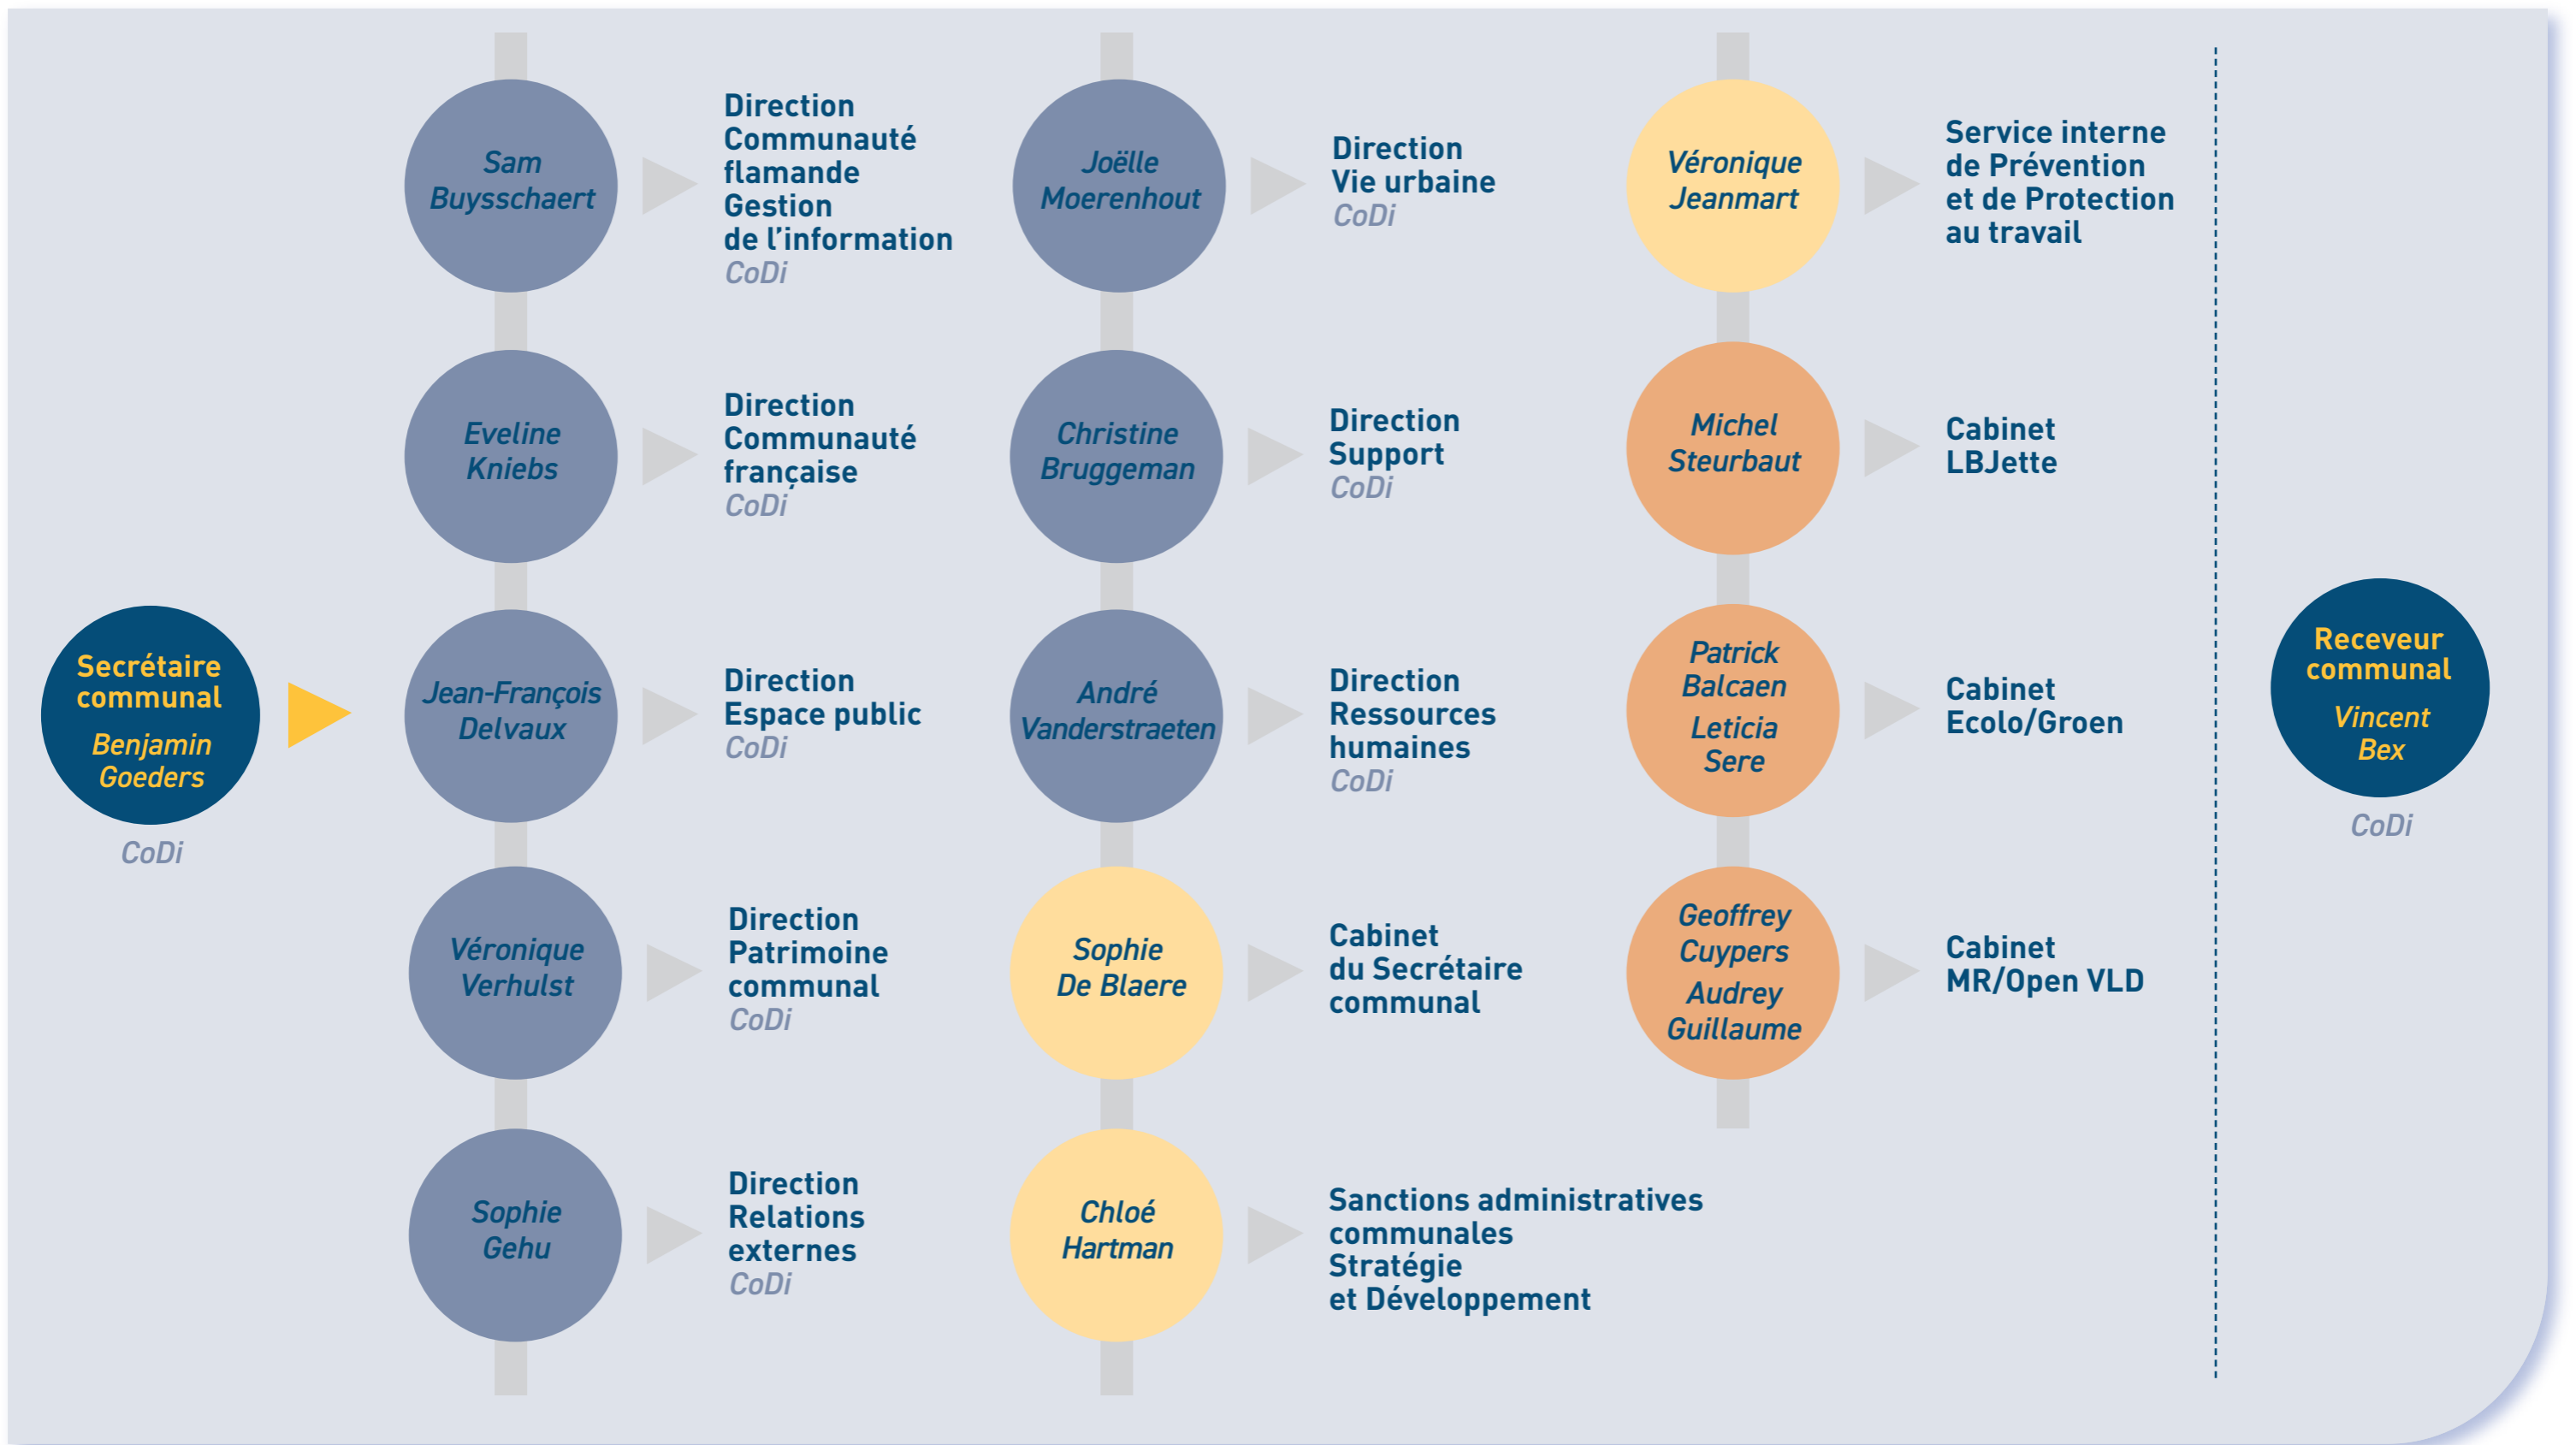 Secrétaire
communal
Benjamin
Goeders
CoDi
Sam
Buysschaert
Direction
Communauté
flamande
Gestion
de l’information
CoDi
Eveline
Kniebs
Direction
Communauté
française
CoDi
Jean-François
Delvaux
Direction
Espace public
CoDi
Véronique
Verhulst
Direction
Patrimoine
communal
CoDi
Sophie
Gehu
Direction
Relations
externes
CoDi
Joëlle
Moerenhout
Direction
Vie urbaine
CoDi
Christine
Bruggeman
Direction
Support
CoDi
André
Vanderstraeten
Direction
Ressources
humaines
CoDi
Sophie
De Blaere
Cabinet
du Secrétaire
communal
Chloé
Hartman
Sanctions administratives
communales
Stratégie
et Développement
Véronique
Jeanmart
Service interne
de Prévention
et de Protection
au travail
Michel
Steurbaut
Cabinet
LBJette
Patrick
Balcaen
Leticia
Sere
Cabinet
Ecolo/Groen
Geoffrey
Cuypers
Audrey
Guillaume
Cabinet
MR/Open VLD
Receveur
communal
Vincent
Bex
CoDi